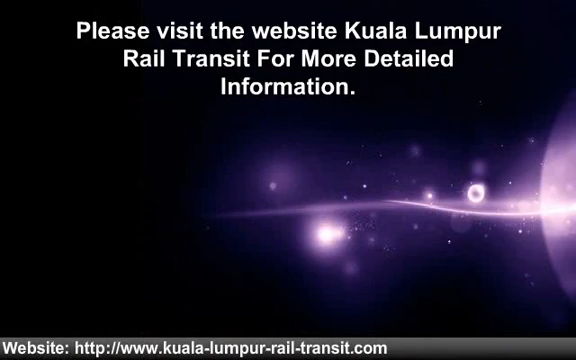 Please visit the website Kuala Lumpur
Rail Transit For More Detailed
Information.
Website: http://www.kuala-lumpur-rail-transit.com